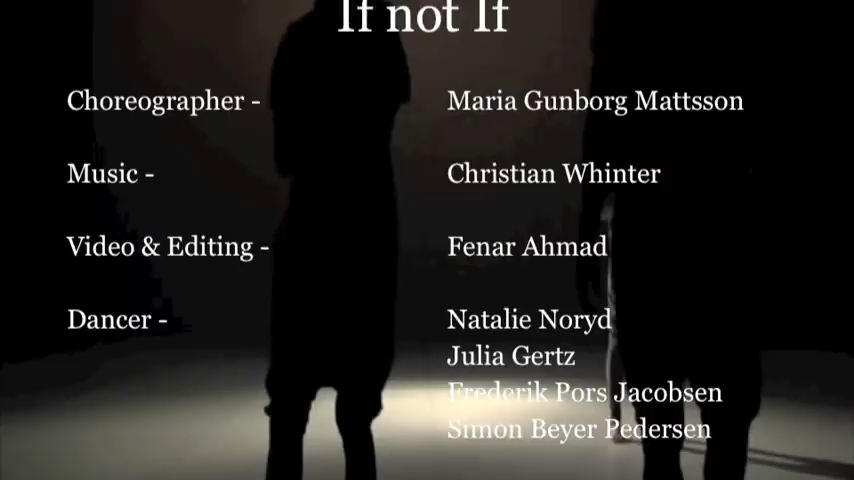 If not If
Choreographer - Maria Gunborg Mattsson
Music - Christian Whinter
Video & Editing - Fenar Ahmad
Dancer - Natalie Noryd
Julia Gertz
Frederik Pors Jacobsen
Simon Beyer Pedersen